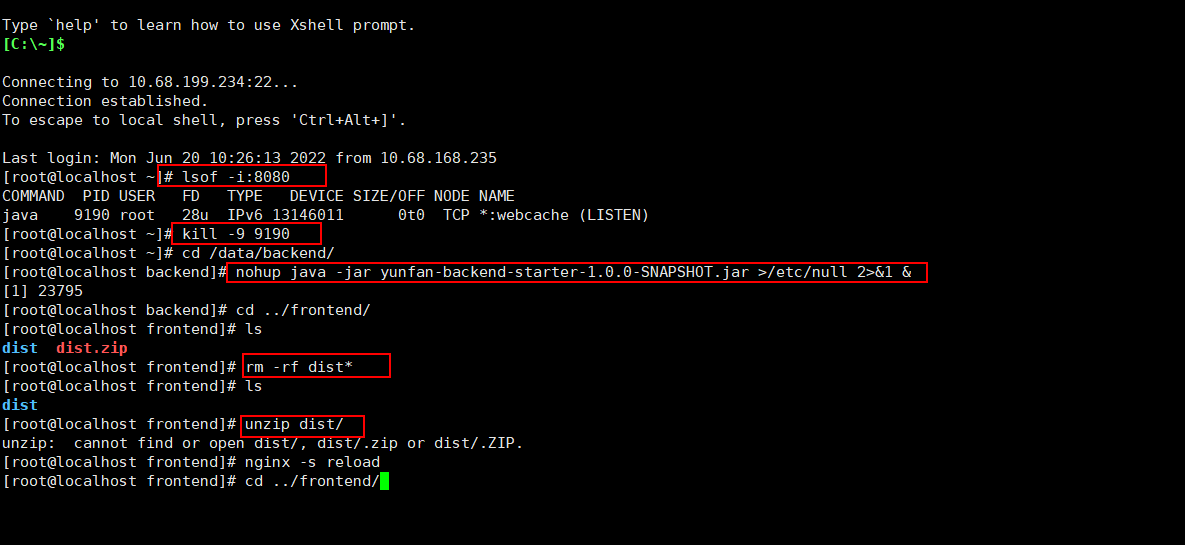 Type `help' to learn how to use Xshell prompt.
[C:\~]$
Connecting to 10.68.199.234:22...
Connection established.
To escape to local shell, press 'Ctrl+Alt+]'.
Last login: Mon Jun 20 10:26:13 2022 from 10.68.168.235
[root@localhost ~]# lsof -i:8080
COMMAND  PID USER   FD   TYPE   DEVICE SIZE/OFF NODE NAME
java    9190 root   28u  IPv6 13146011      0t0  TCP *:webcache (LISTEN)
[root@localhost ~]# kill -9 9190
[root@localhost ~]# cd /data/backend/
[root@localhost backend]# nohup java -jar yunfan-backend-starter-1.0.0-SNAPSHOT.jar >/etc/null 2>&1 &
[1] 23795
[root@localhost backend]# cd ../frontend/
[root@localhost frontend]# ls
dist  dist.zip
[root@localhost frontend]# rm -rf dist*
[root@localhost frontend]# ls
dist
[root@localhost frontend]# unzip dist/
unzip:  cannot find or open dist/, dist/.zip or dist/.ZIP.
[root@localhost frontend]# nginx -s reload
[root@localhost frontend]# cd ../frontend/